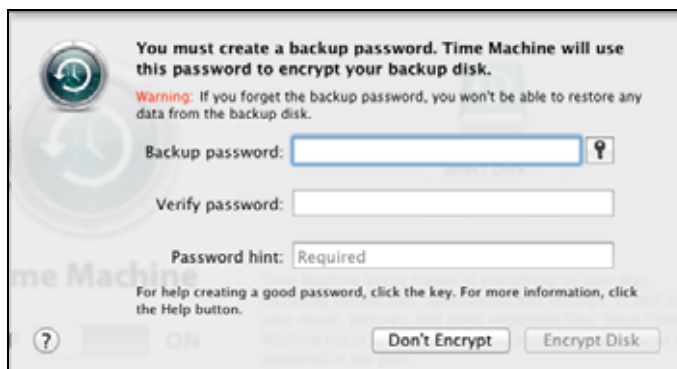 You must create a backup password. Time Machine will use
this password to encrypt your backup disk.
Warning: If you forget the backup password, you won't be able to restore any
data from the backup disk.
Backup password:
Verify password:
Password hint: Required
me Machine
For help creating a good password, click the key. For more information, click
the Help button.
? ON Don't Encrypt Encrypt Disk